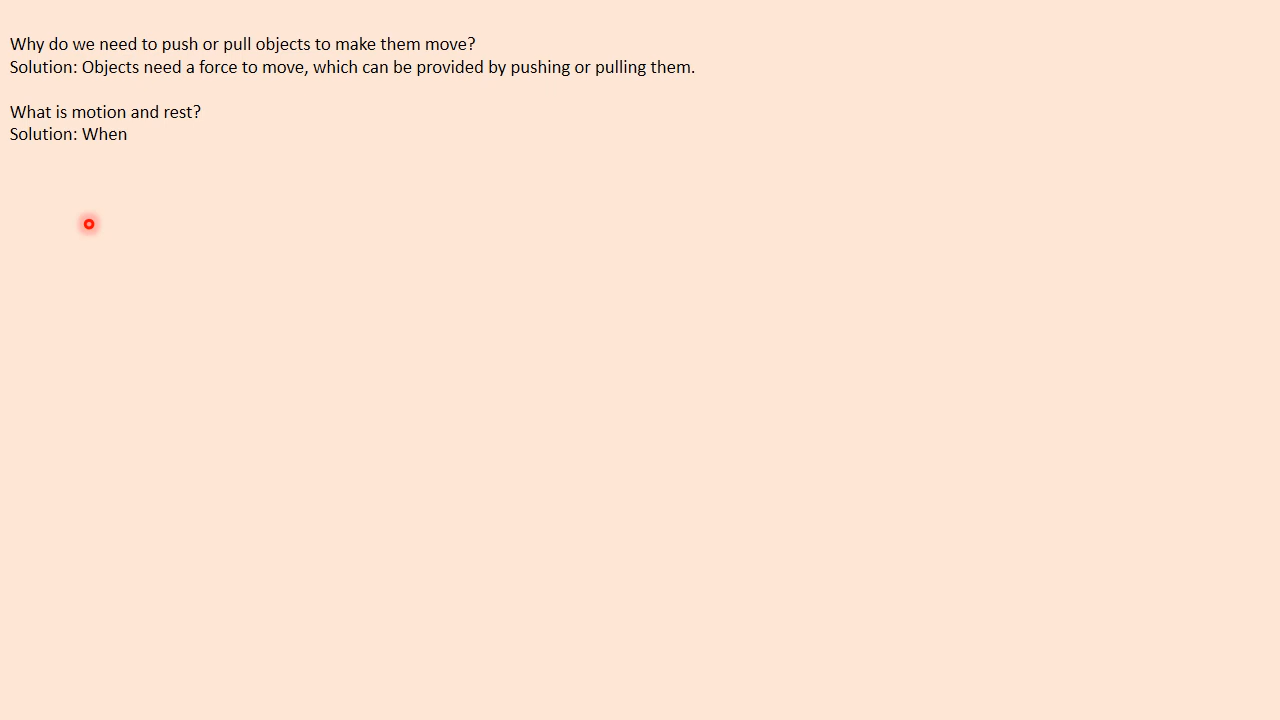 Why do we need to push or pull objects to make them move?
Solution: Objects need a force to move, which can be provided by pushing or pulling them.
What is motion and rest?
Solution: When